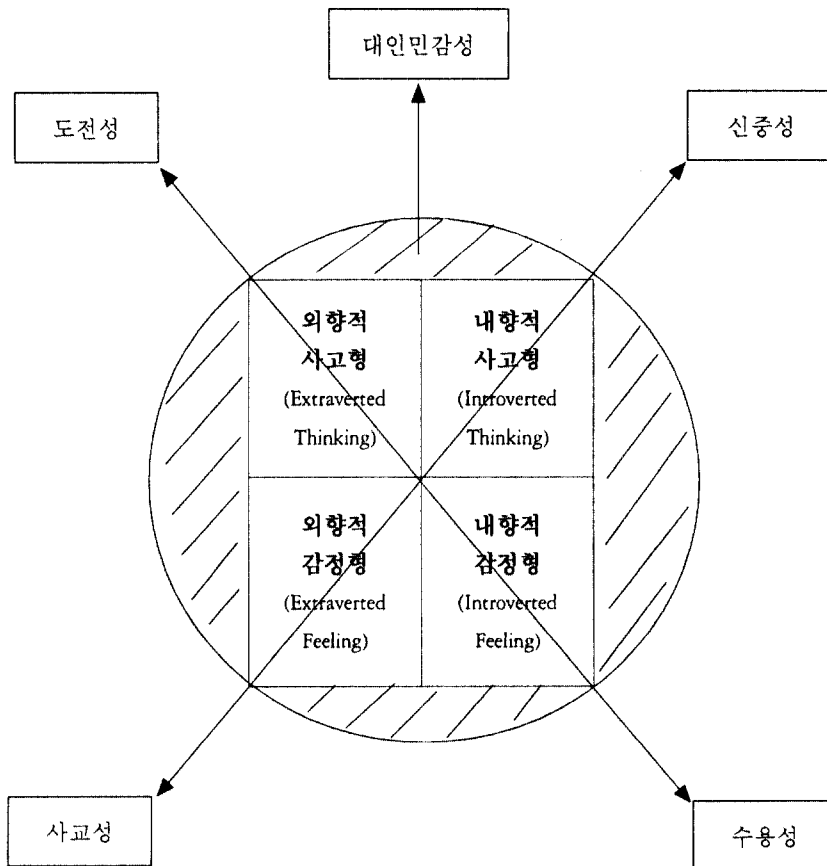 대인민감성
도전성
신중성
외향적
사고형
(Extraverted
Thinking)
내향적
사고형
(Introverted
Thinking)
외향적
감정형
(Extraverted
Feeling)
내향적
감정형
(Introverted
Feeling)
사교성
수용성